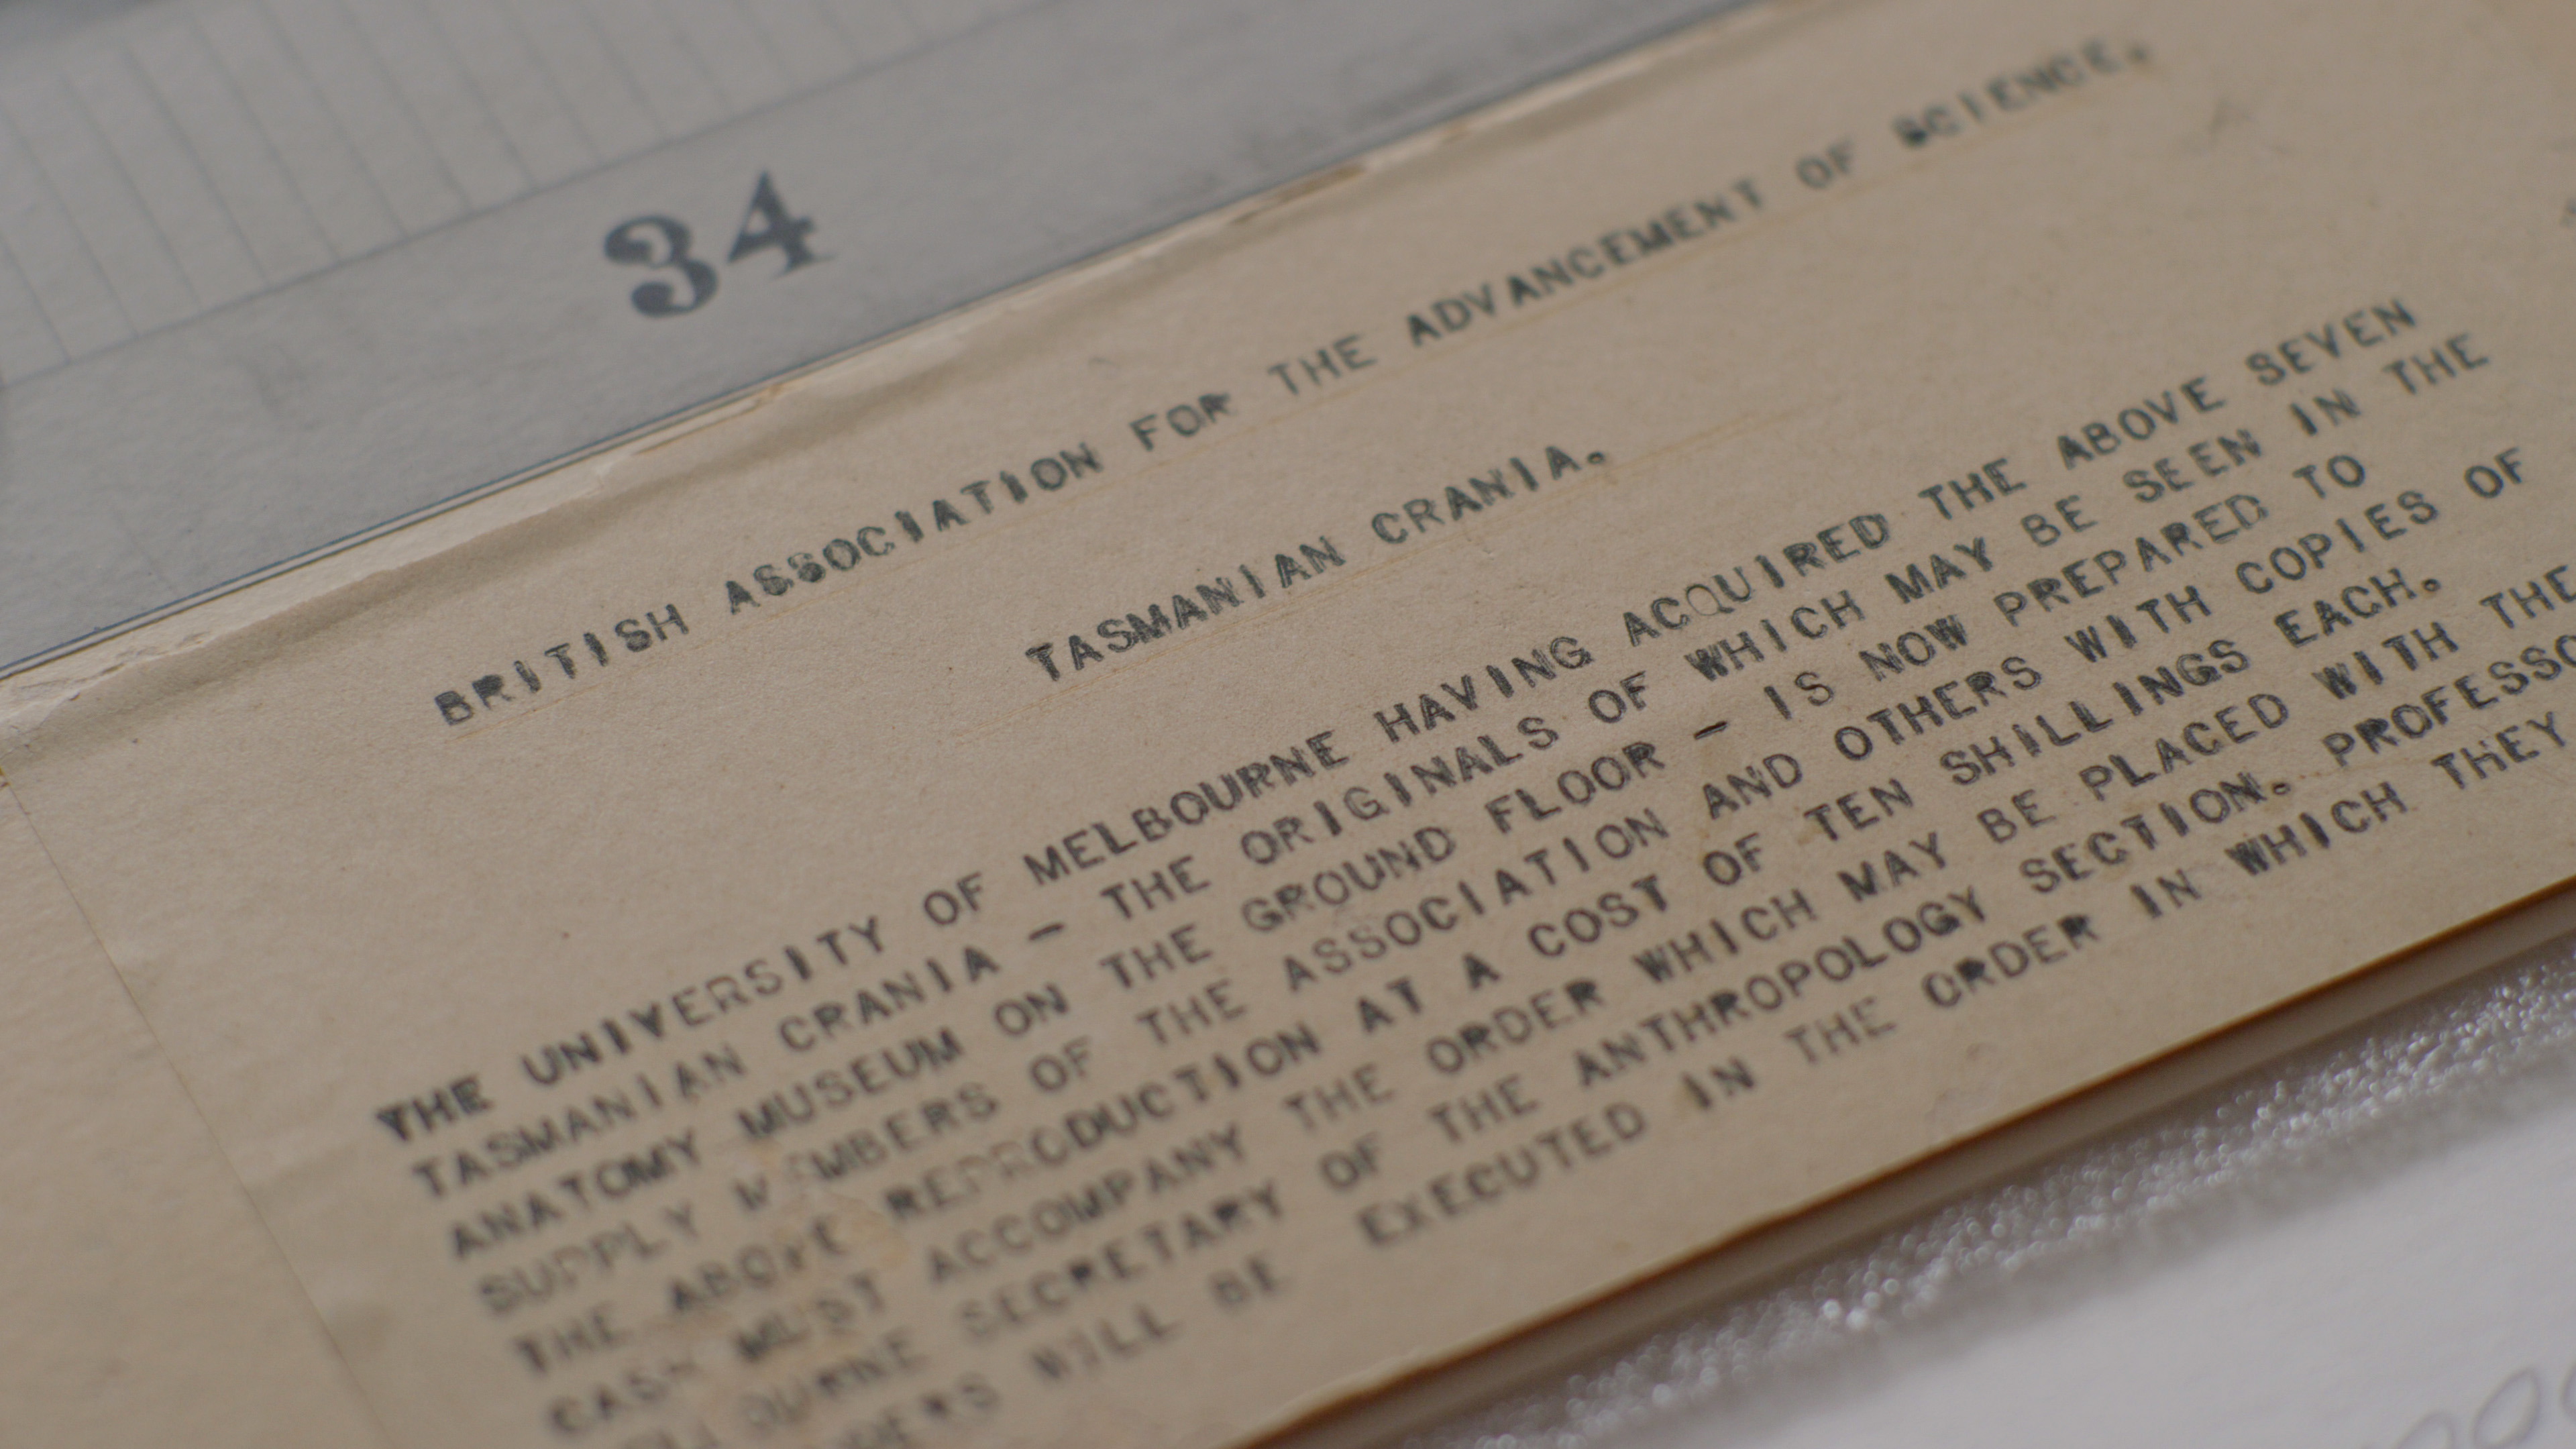 34
BRITISH ASSOCIATION FOR THE ADVANCEMENT OF SCIENCE.
TASMANIAN CRANIA.
THE UNIVERSITY OF MELBOURNE HAVING ACQUIRED THE ABOVE SEVEN
TASMANIAN CRANIA - THE ORIGINALS OF WHICH MAY BE SEEN IN THE
ANATOMY MUSEUM ON THE GROUND FLOOR - IS NOW PREPARED TO
SUPPLY MEMBERS OF THE ASSOCIATION AND OTHERS WITH COPIES OF
THE ABOVE REPRODUCTION AT A COST OF TEN SHILLINGS EACH.
CASH MUST ACCOMPANY THE ORDER WHICH MAY BE PLACED WITH THE
SECRETARY OF THE ANTHROPOLOGY SECTION. PROFESSO
WILL BE EXECUTED IN THE ORDER IN WHICH THEY